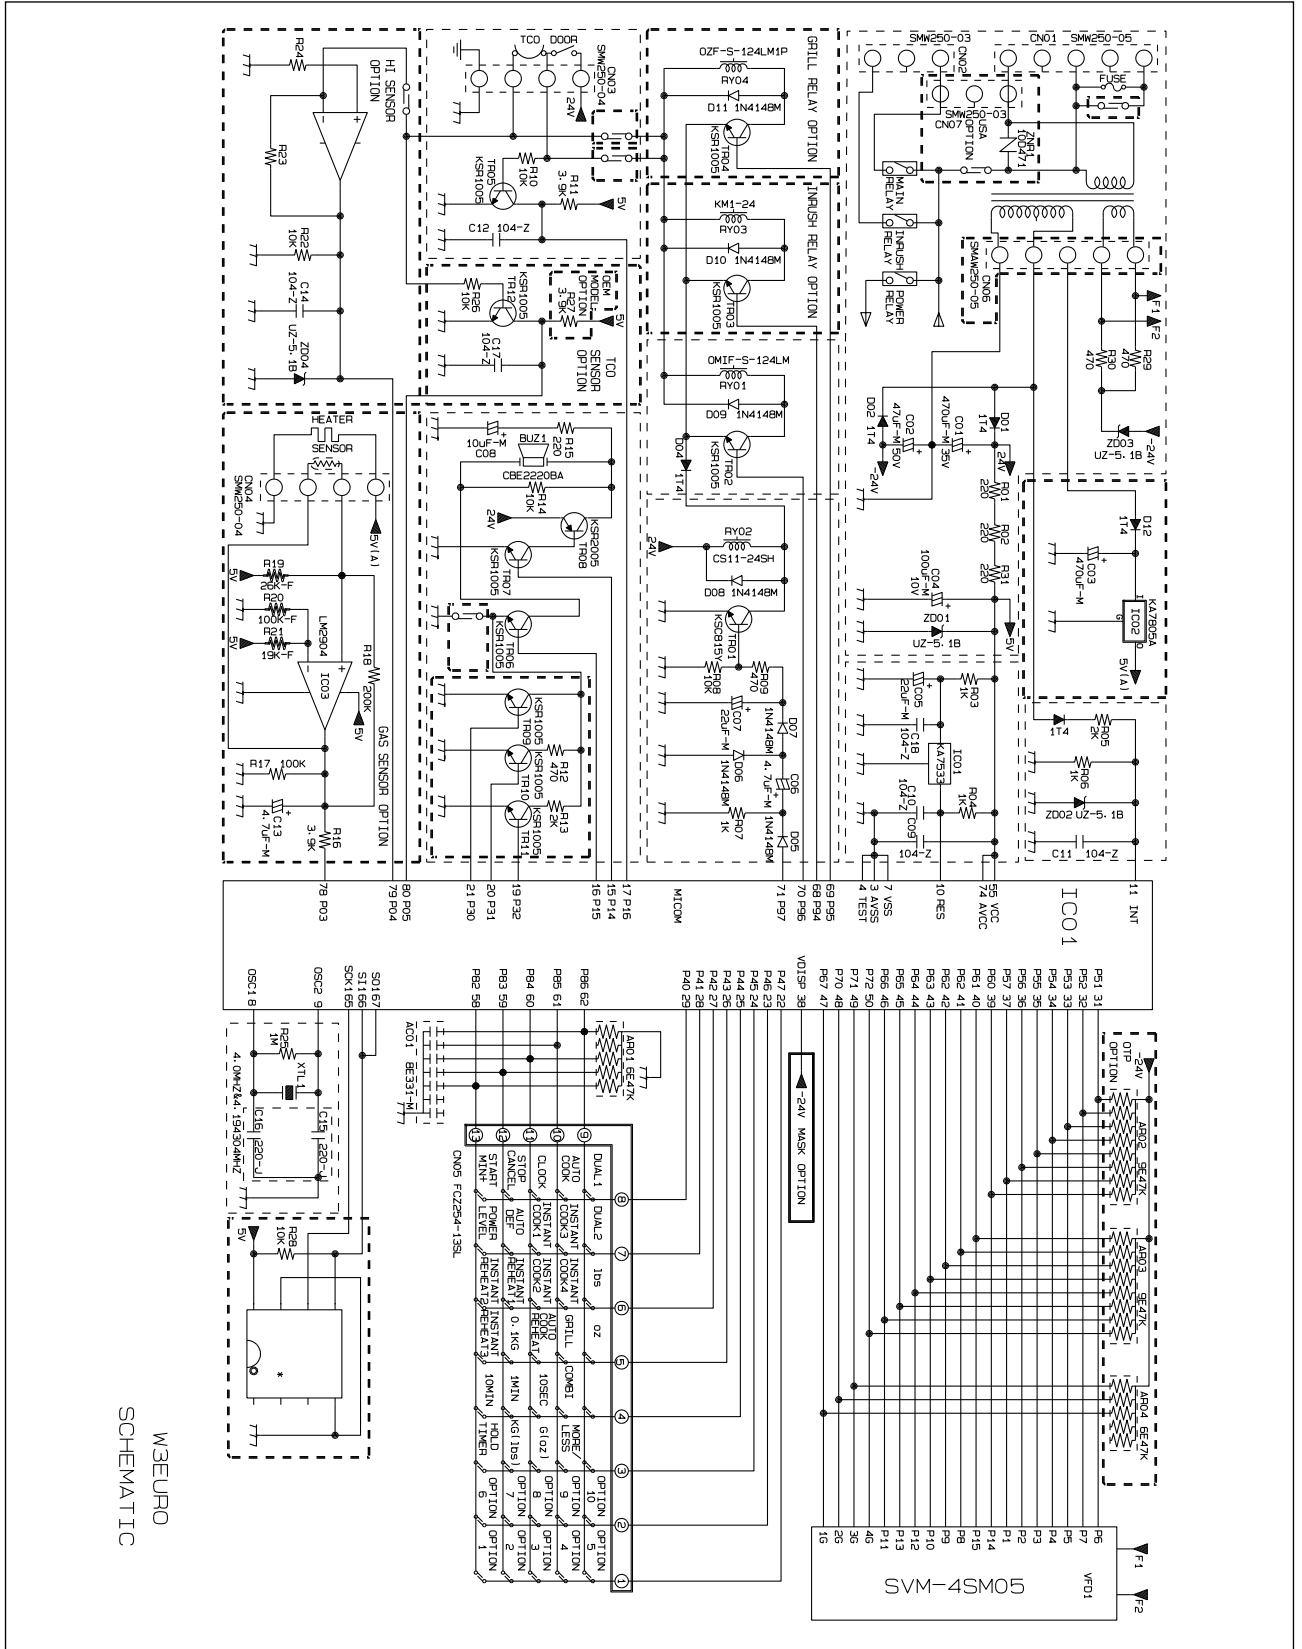 GRILL RELAY OPTION
OZF-S-124LM1P
RY04
D11 1N4148M
TR04
KSR1005
INRUSH RELAY OPTION
KM1-24
RY03
D10 1N4148M
TR03
KSR1005
OMIF-S-124LM
RY01
D09 1N4148M
TR02
KSR1005
D04
1T4
RY02
CS11-24SH
24V
D08 1N4148M
TR01
KSC815Y
R08
10K
R09
470
C07
22uF-M
D07
1N4148M
D06
1N4148M
C06
4.7uF-M
R07
1K
D05
1N4148M
SMW250-03
CN02
CN01
SMW250-05
FUSE
SMW250-03
CN07
USA
OPTION
ZNR1
10D471
MAIN
RELAY
INRUSH
RELAY
POWER
RELAY
SMAW250-05
CN06
F1
F2
R30
470
R29
470
ZD03
UZ-5.1B
-24V
D02
1T4
C02
47uF-M
50V
C01
470uF-M
35V
D01
1T4
24V
-24V
R01
220
R02
220
R31
220
C04
100uF-M
10V
ZD01
UZ-5.1B
5V
D12
1T4
C03
470uF-M
KA7805A
IC02
I
G
O
5V(A)
C05
22uF-M
R03
1K
C18
104-Z
IC01
KA7533
C10
104-Z
R04
1K
C09
104-Z
1T4
R05
2K
R06
1K
ZD02 UZ-5.1B
C11 104-Z
HI SENSOR
OPTION
R24
R23
R22
10K
C14
104-Z
ZD04
UZ-5.1B
TCO DOOR
CN03
SMW250-04
24V
R10
10K
TR05
KSR1005
R11
3.9K
5V
C12 104-Z
R26
10K
TR12
KSR1005
OEM
MODEL
OPTION
R27
3.9K
5V
C17
104-Z
TCO
SENSOR
OPTION
HEATER
SENSOR
CN04
SMW250-04
5V(A)
5V
R19
26K-F
R20
100K-F
5V
R21
19K-F
LM2904
IC03
R18
200K
5V
GAS SENSOR OPTION
R17 100K
C13
4.7uF-M
R16
3.9K
10uF-M
C08
BUZ1
CBE2220BA
R15
220
R14
10K
24V
KSR2005
TR08
TR07
KSR1005
TR06
KSR1005
KSR1005
TR09
KSR1005
TR10
R12
470
KSR1005
TR11
R13
2K
78 P03
79 P04
80 P05
21 P30
20 P31
19 P32
16 P15
15 P14
17 P16
MICOM
71 P97
70 P96
68 P94
69 P95
4 TEST
3 AVSS
7 VSS
10 RES
74 AVCC
55 VCC
11 INT
IC01
OSC1 8
OSC2 9
SCK1 65
SI1 66
SO1 67
P82 58
P83 59
P84 60
P85 61
P86 62
P40 29
P41 28
P42 27
P43 26
P44 25
P45 24
P46 23
P47 22
VDISP 38
P67 47
P70 48
P71 49
P72 50
P66 46
P65 45
P64 44
P63 43
P62 42
P61 41
P60 39
P57 37
P56 36
P55 35
P54 34
P53 33
P52 32
P51 31
R25
1M
XTL1
4.0MHZ&4.194304MHZ
C16
220-J
C15
220-J
R28
10K
5V
*
AC01
8E331-M
AR01 6E47K
-24V MASK OPTION
OTP
OPTION
-24V
AR02
9E47K
AR03
9E47K
AR04 6E47K
CN05 FCZ254-13SL
13
12
11
10
9
8
7
6
5
4
3
2
1
DUAL1
DUAL2
lbs
oz
MORE/
LESS
OPTION
10
OPTION
5
AUTO
COOK
INSTANT
COOK3
INSTANT
COOK4
GRILL
COMBI
OPTION
9
OPTION
4
CLOCK
INSTANT
COOK1
INSTANT
COOK2
AUTO
COOK
REHEAT
10SEC
G(oz)
OPTION
8
OPTION
3
STOP
CANCEL
AUTO
DEF
INSTANT
REHEAT1
0.1KG
1MIN
KG(lbs)
OPTION
7
OPTION
2
START
MIN+
POWER
LEVEL
INSTANT
REHEAT2
INSTANT
REHEAT3
10MIN
HOLD
TIMER
OPTION
6
OPTION
1
1G
2G
3G
4G
P11
P13
P12
P10
P9
P8
P15
P14
P1
P2
P3
P4
P5
P7
P6
SVM-4SM05
VFD1
F1
F2
W3EURO
SCHEMATIC